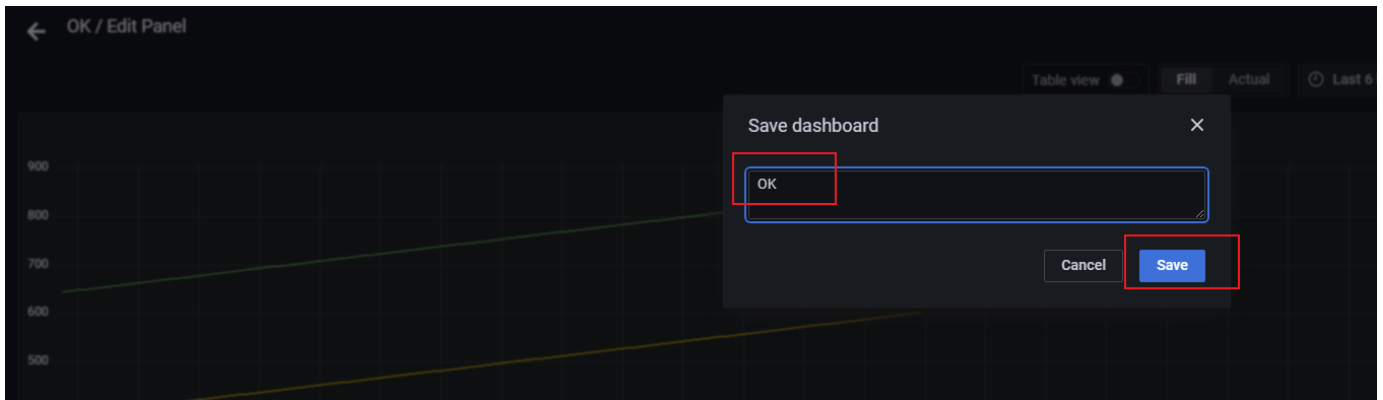 OK / Edit Panel
Table view Fill Actual Last 6
Save dashboard
OK
Cancel Save
900
800
700
600
500